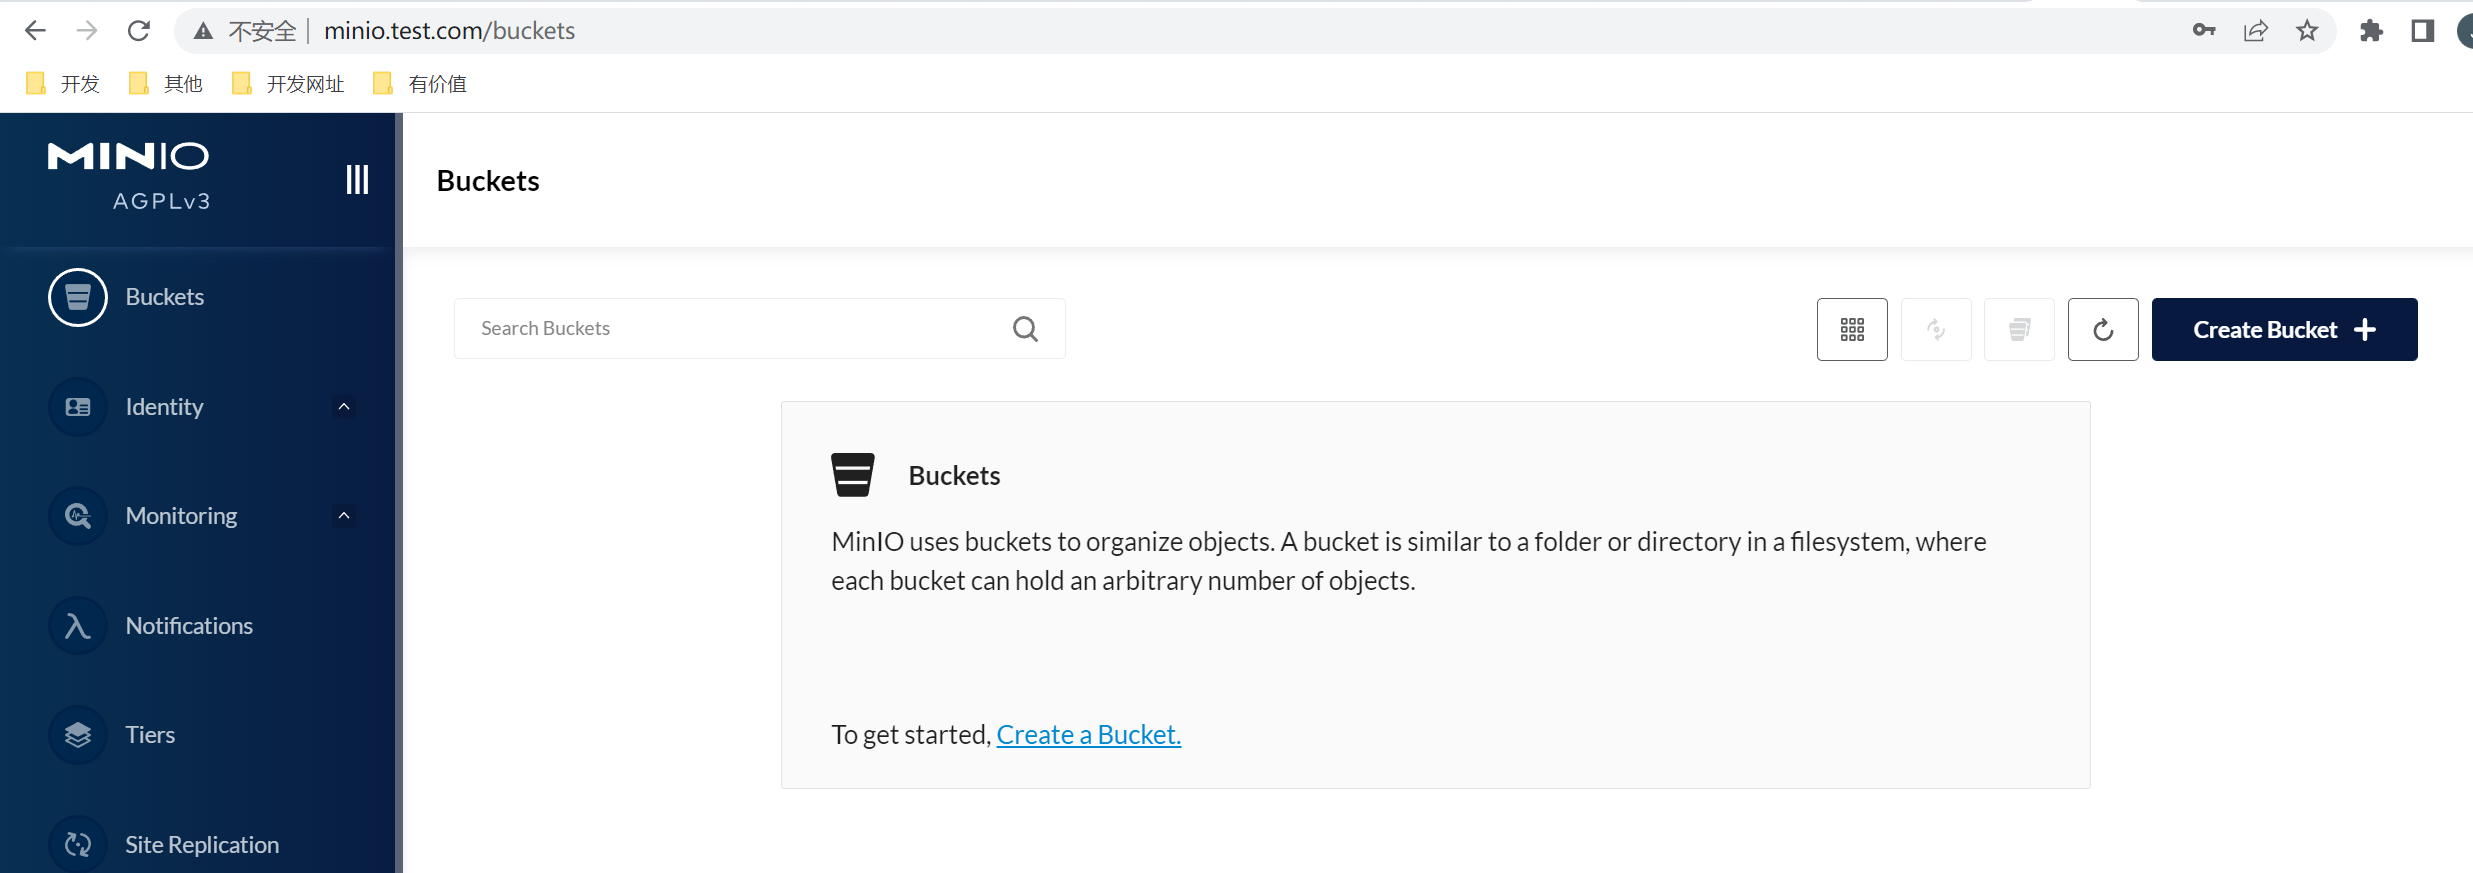 不安全 minio.test.com/buckets
开发 其他 开发网址 有价值
MINIO
AGPLv3
Buckets
Search Buckets
Create Bucket
Buckets
Identity
Monitoring
Notifications
Tiers
Site Replication
Buckets
MinIO uses buckets to organize objects. A bucket is similar to a folder or directory in a filesystem, where
each bucket can hold an arbitrary number of objects.
To get started, Create a Bucket.